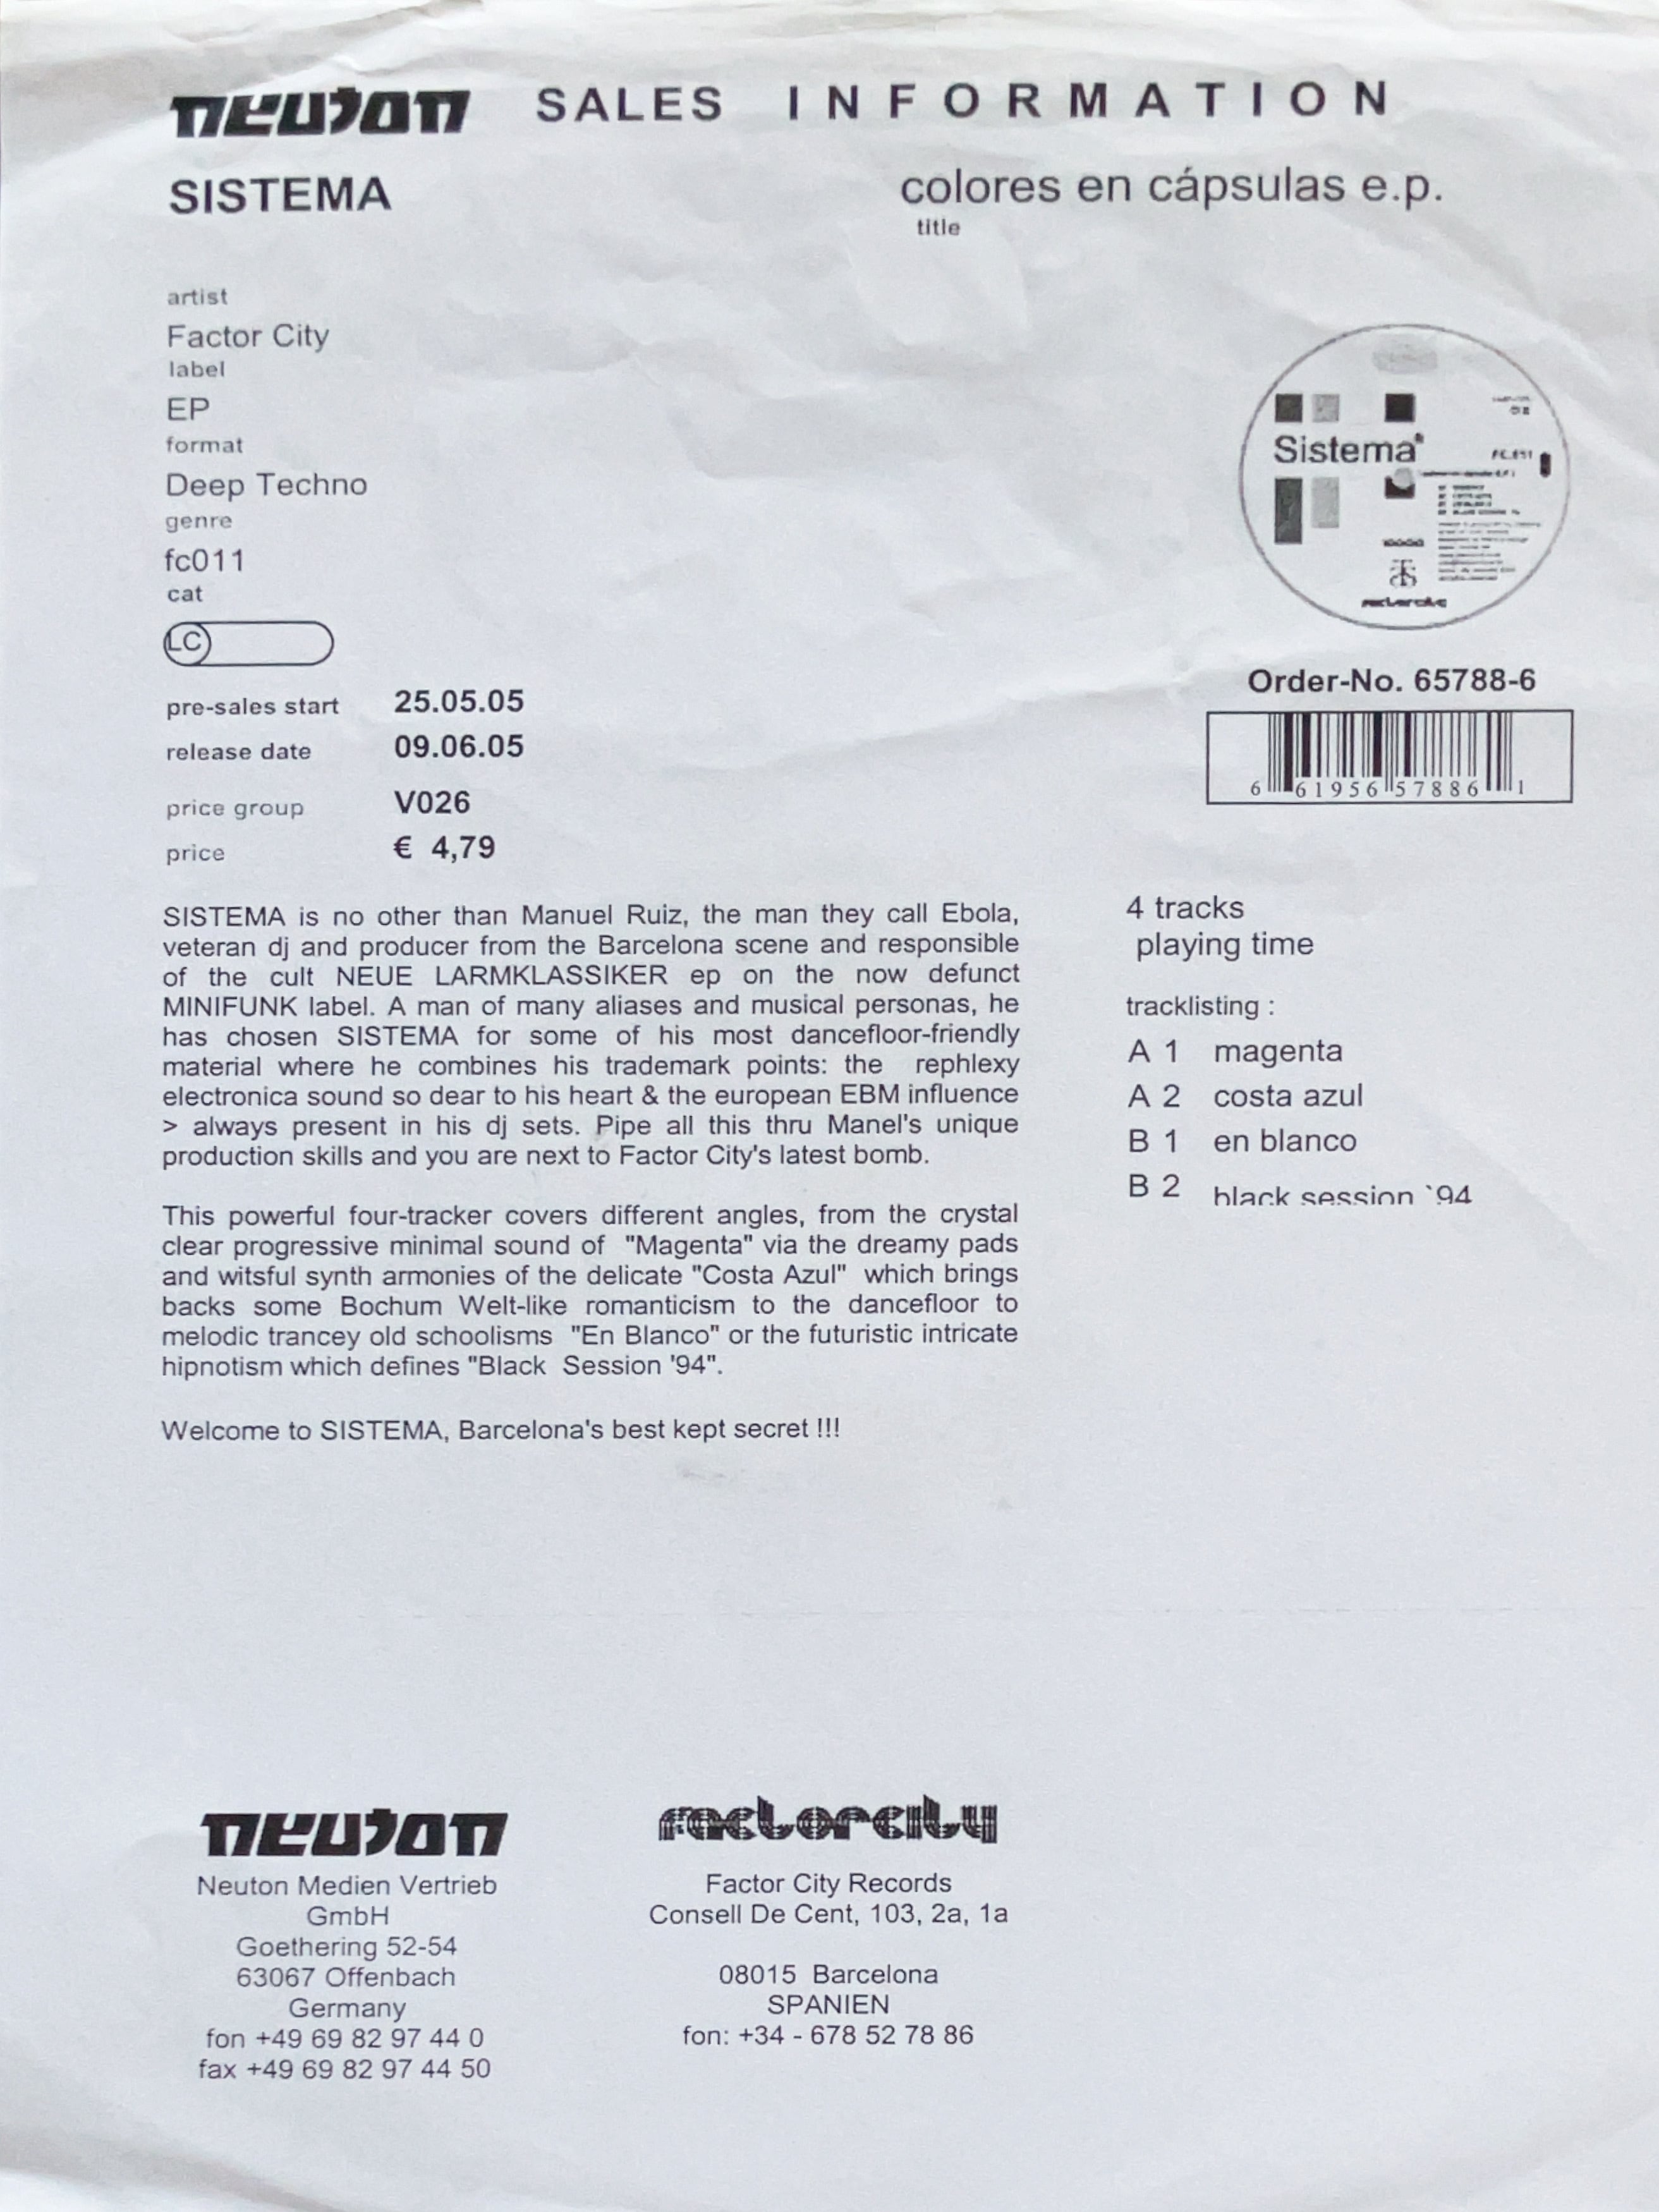 neuton SALES INFORMATION
SISTEMA
colores en cápsulas e.p.
title
artist
Factor City
label
EP
format
Deep Techno
genre
fc011
cat
LC
pre-sales start 25.05.05
release date 09.06.05
price group V026
price € 4,79
Sistema
FC.011
factorcity
Order-No. 65788-6
6 61956 57886 1
SISTEMA is no other than Manuel Ruiz, the man they call Ebola,
veteran dj and producer from the Barcelona scene and responsible
of the cult NEUE LARMKLASSIKER ep on the now defunct
MINIFUNK label. A man of many aliases and musical personas, he
has chosen SISTEMA for some of his most dancefloor-friendly
material where he combines his trademark points: the rephlexy
electronica sound so dear to his heart & the european EBM influence
> always present in his dj sets. Pipe all this thru Manel's unique
production skills and you are next to Factor City's latest bomb.
This powerful four-tracker covers different angles, from the crystal
clear progressive minimal sound of "Magenta" via the dreamy pads
and witsful synth armonies of the delicate "Costa Azul" which brings
backs some Bochum Welt-like romanticism to the dancefloor to
melodic trancey old schoolisms "En Blanco" or the futuristic intricate
hipnotism which defines "Black Session '94".
Welcome to SISTEMA, Barcelona's best kept secret !!!
4 tracks
playing time
tracklisting :
A 1 magenta
A 2 costa azul
B 1 en blanco
B 2 black session `94
neuton
Neuton Medien Vertrieb
GmbH
Goethering 52-54
63067 Offenbach
Germany
fon +49 69 82 97 44 0
fax +49 69 82 97 44 50
factorcity
Factor City Records
Consell De Cent, 103, 2a, 1a
08015 Barcelona
SPANIEN
fon: +34 - 678 52 78 86